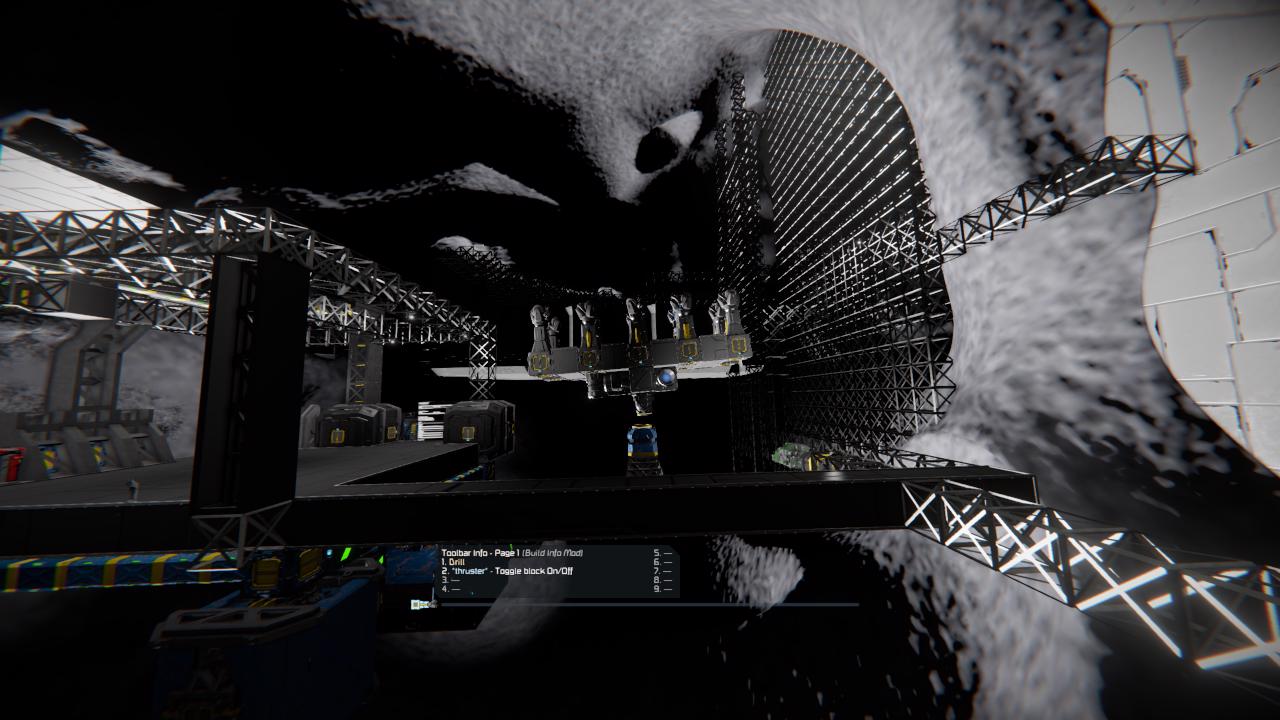 Toolbar Info - Page 1 (Build Info Mod)
1. Drill
2. "thruster" - Toggle block On/Off
3. —
4. —
5. —
6. —
7. —
8. —
9. —